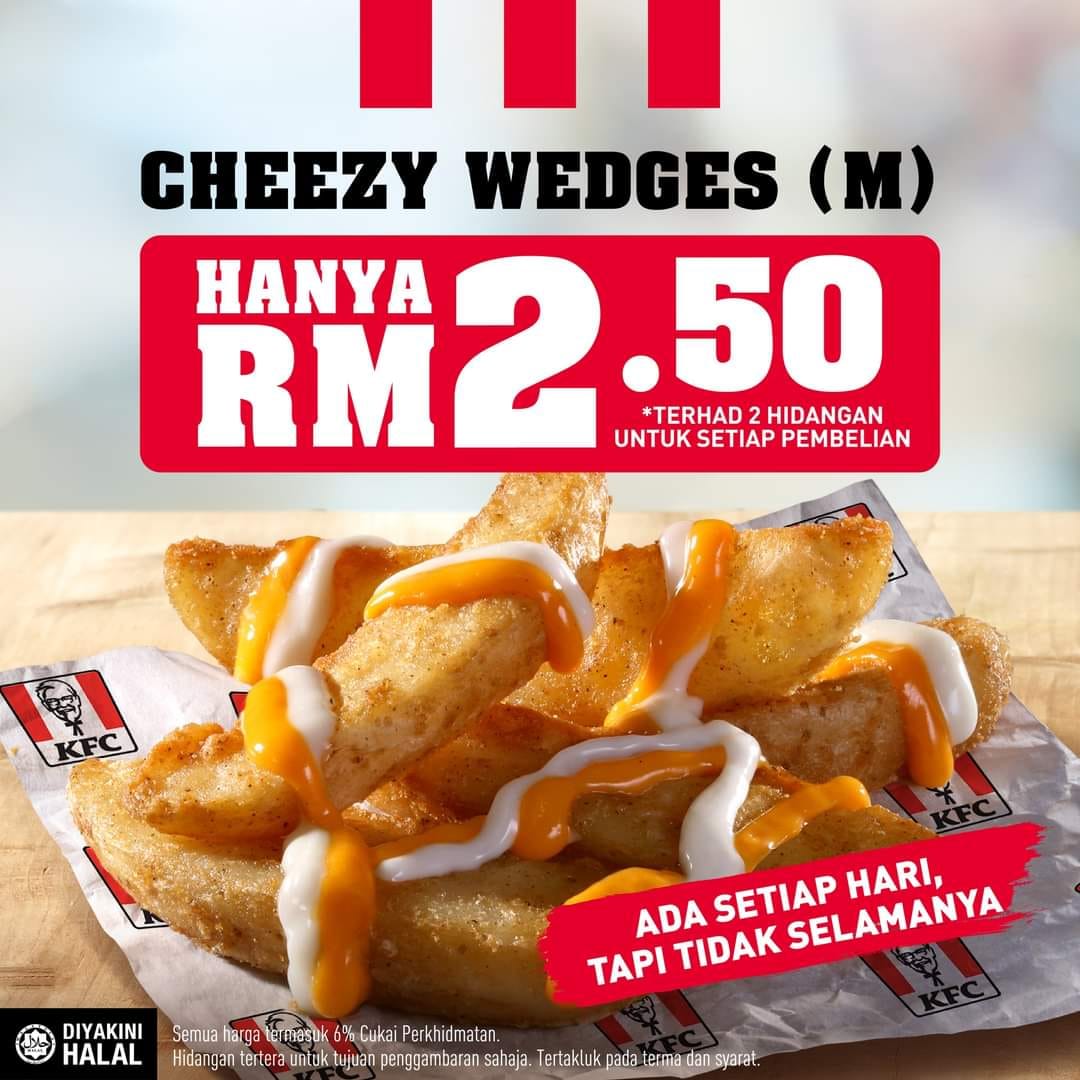 CHEEZY WEDGES (M)
HANYA
RM2.50
*TERHAD 2 HIDANGAN
UNTUK SETIAP PEMBELIAN
KFC
KFC
ADA SETIAP HARI,
TAPI TIDAK SELAMANYA
KFC
KFC
KFC
DIYAKINI
HALAL
Semua harga termasuk 6% Cukai Perkhidmatan.
Hidangan tertera untuk tujuan penggambaran sahaja. Tertakluk pada terma dan syarat.